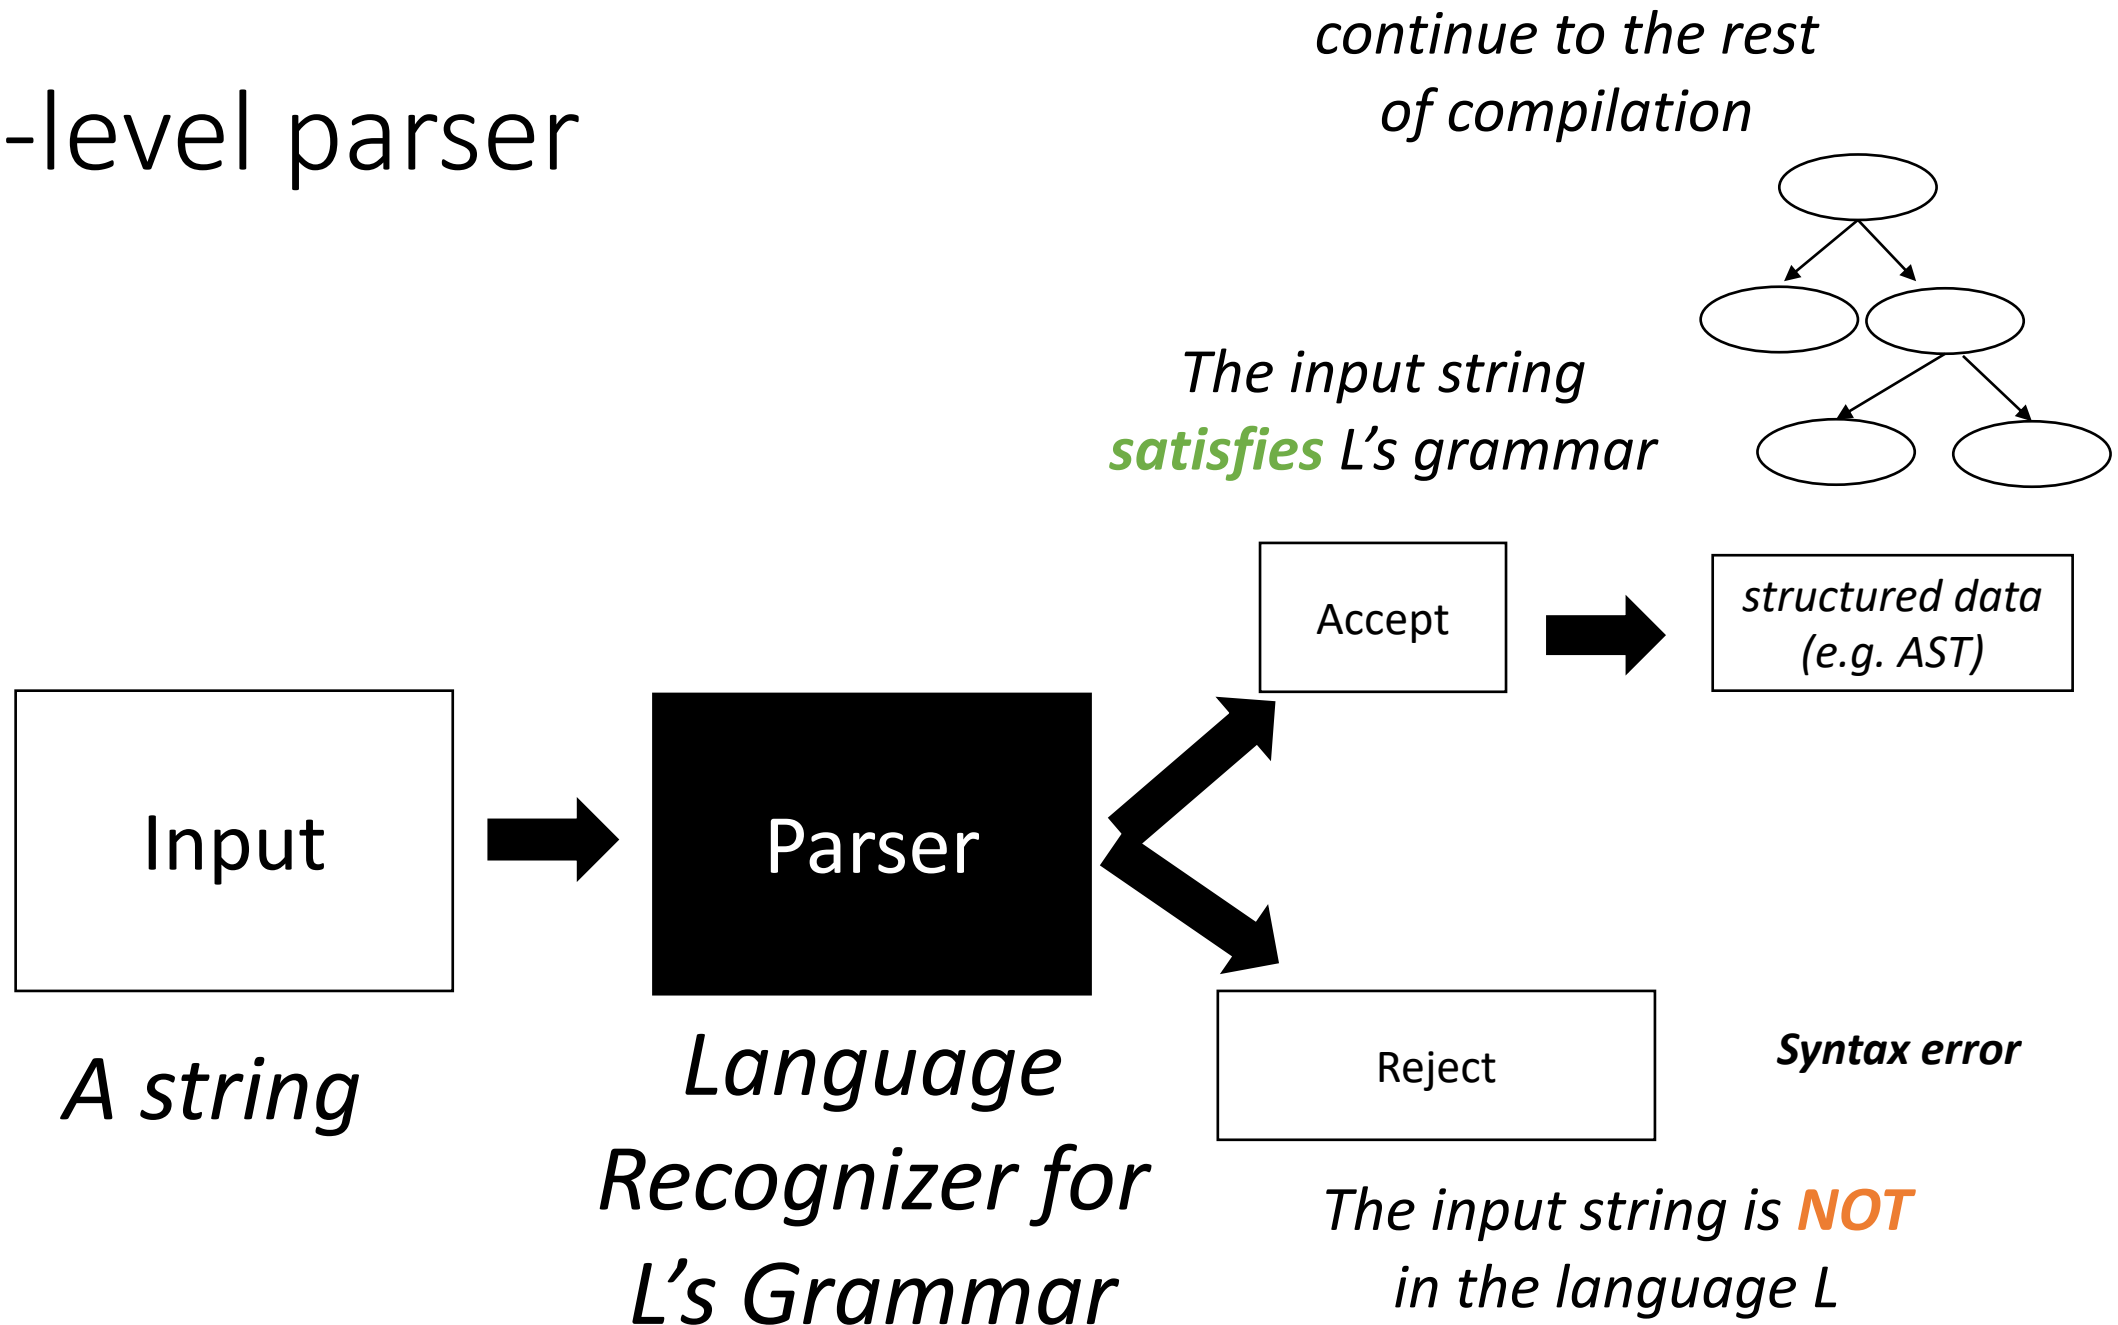 -level parser
continue to the rest
of compilation
The input string
satisfies L’s grammar
Accept
structured data
(e.g. AST)
Input
Parser
A string
Language
Recognizer for
L’s Grammar
Reject
Syntax error
The input string is NOT
in the language L